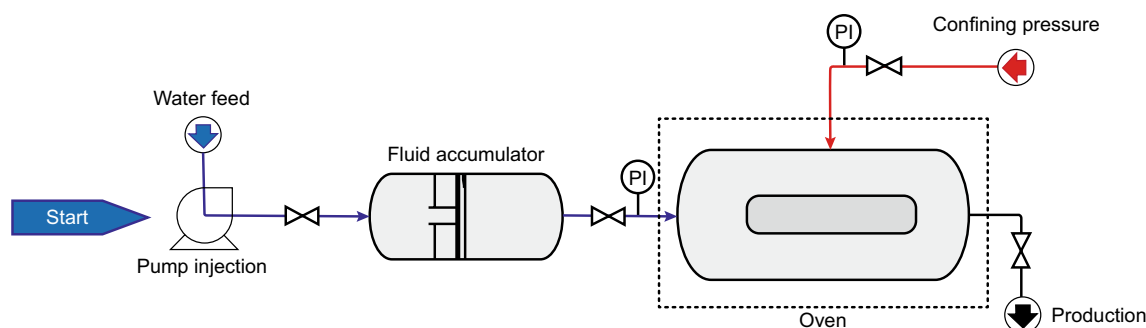 Start
Water feed
Pump injection
Fluid accumulator
PI
PI
Confining pressure
Oven
Production